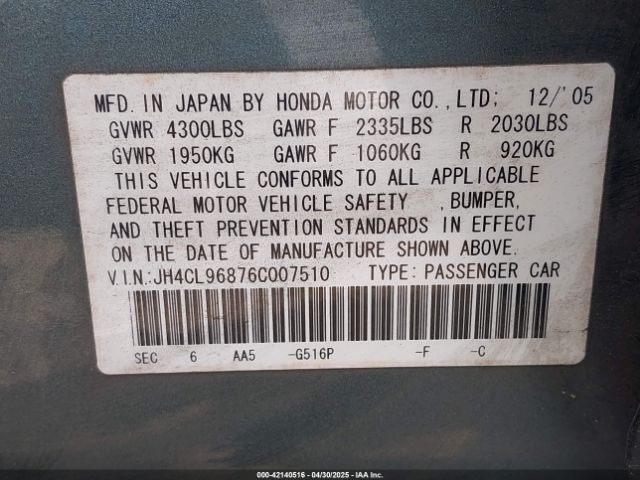 MFD. IN JAPAN BY HONDA MOTOR CO.,LTD; 12/'05
GVWR 4300LBS GAWR F 2335LBS R 2030LBS
GVWR 1950KG GAWR F 1060KG R 920KG
THIS VEHICLE CONFORMS TO ALL APPLICABLE
FEDERAL MOTOR VEHICLE SAFETY ,BUMPER,
AND THEFT PREVENTION STANDARDS IN EFFECT
ON THE DATE OF MANUFACTURE SHOWN ABOVE.
V.I.N.:JH4CL96876C007510 TYPE: PASSENGER CAR
SEC 6 AA5 -G516P -F -C
000-42140516 | 04/30/2025 | IAA Inc.